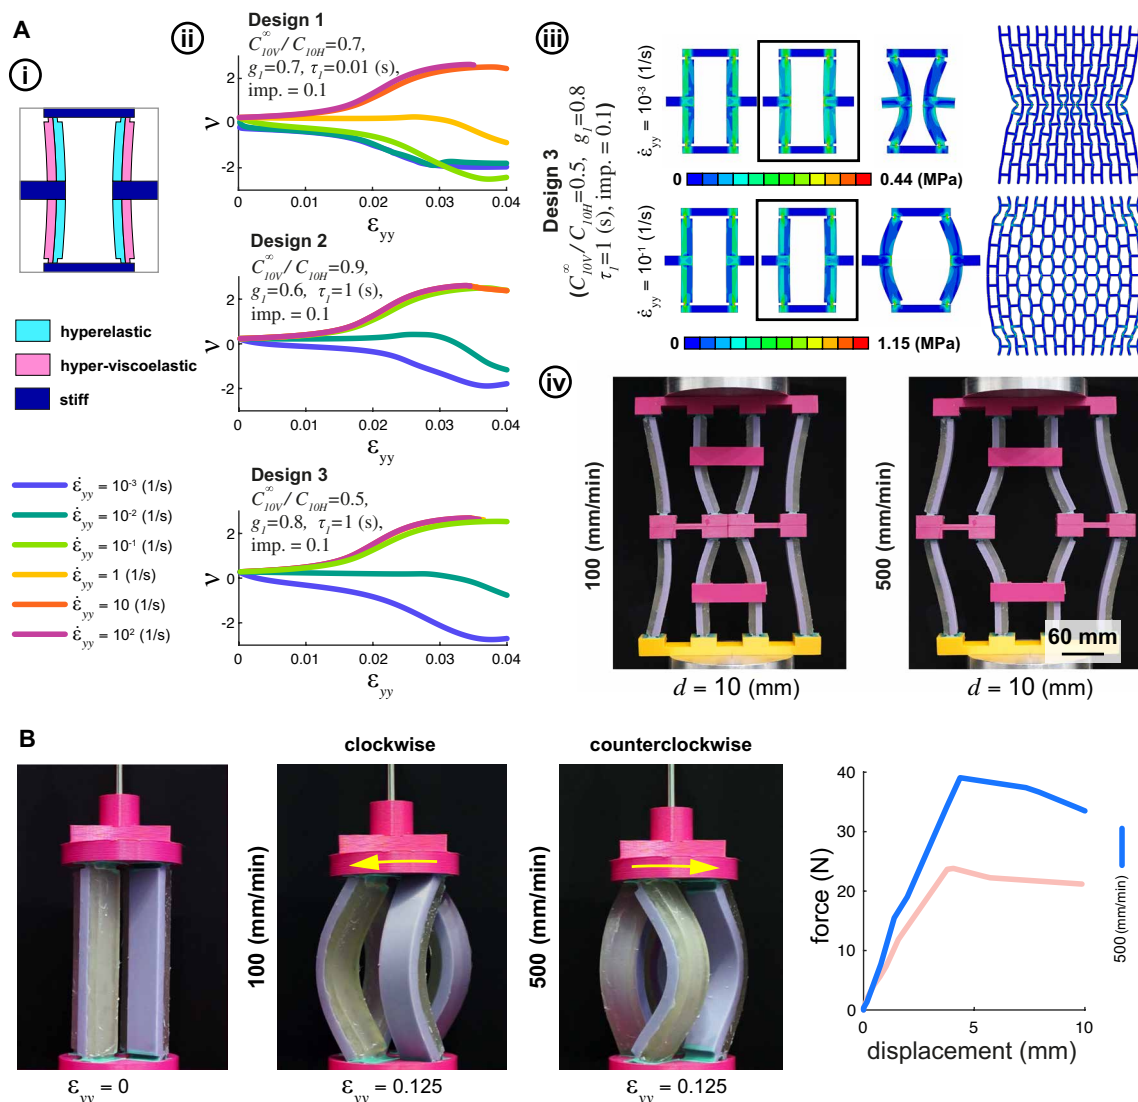 A
i
hyperelastic
hyper-viscoelastic
stiff
ε̇yy = 10⁻³ (1/s)
ε̇yy = 10⁻² (1/s)
ε̇yy = 10⁻¹ (1/s)
ε̇yy = 1 (1/s)
ε̇yy = 10 (1/s)
ε̇yy = 10² (1/s)
ii
Design 1
C∞10V/C10H=0.7,
g1=0.7, τ1=0.01 (s),
imp. = 0.1
ν
2
0
-2
0 0.01 0.02 0.03 0.04
εyy
Design 2
C∞10V/C10H=0.9,
g1=0.6, τ1=1 (s),
imp. = 0.1
ν
2
0
-2
0 0.01 0.02 0.03 0.04
εyy
Design 3
C∞10V/C10H=0.5,
g1=0.8, τ1=1 (s),
imp. = 0.1
ν
2
0
-2
0 0.01 0.02 0.03 0.04
εyy
iii
Design 3
(C∞10V/C10H=0.5, g1=0.8
τ1=1 (s), imp. = 0.1)
ε̇yy = 10⁻³ (1/s)
0 0.44 (MPa)
ε̇yy = 10⁻¹ (1/s)
0 1.15 (MPa)
iv
100 (mm/min)
d = 10 (mm)
500 (mm/min)
60 mm
d = 10 (mm)
B
εyy = 0
clockwise
100 (mm/min)
εyy = 0.125
counterclockwise
500 (mm/min)
εyy = 0.125
force (N)
40
30
20
10
0
0 5 10
displacement (mm)
500 (mm/min)